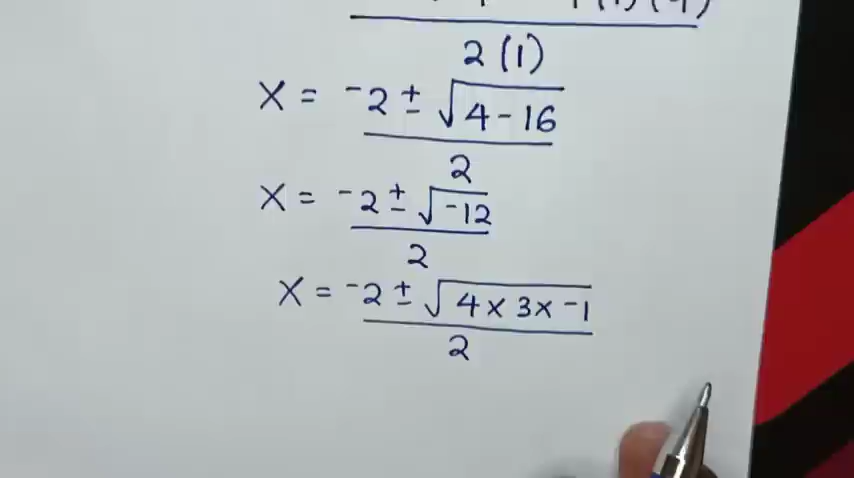 2 (1)
x = -2 ± √4 - 16
2
x = -2 ± √-12
2
x = -2 ± √4 x 3 x -1
2